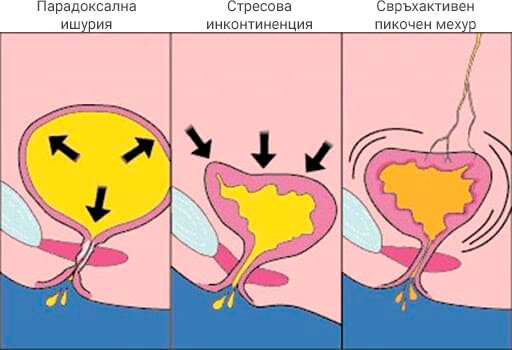 Парадоксална
ишурия
Стресова
инконтиненция
Свръхактивен
пикочен мехур